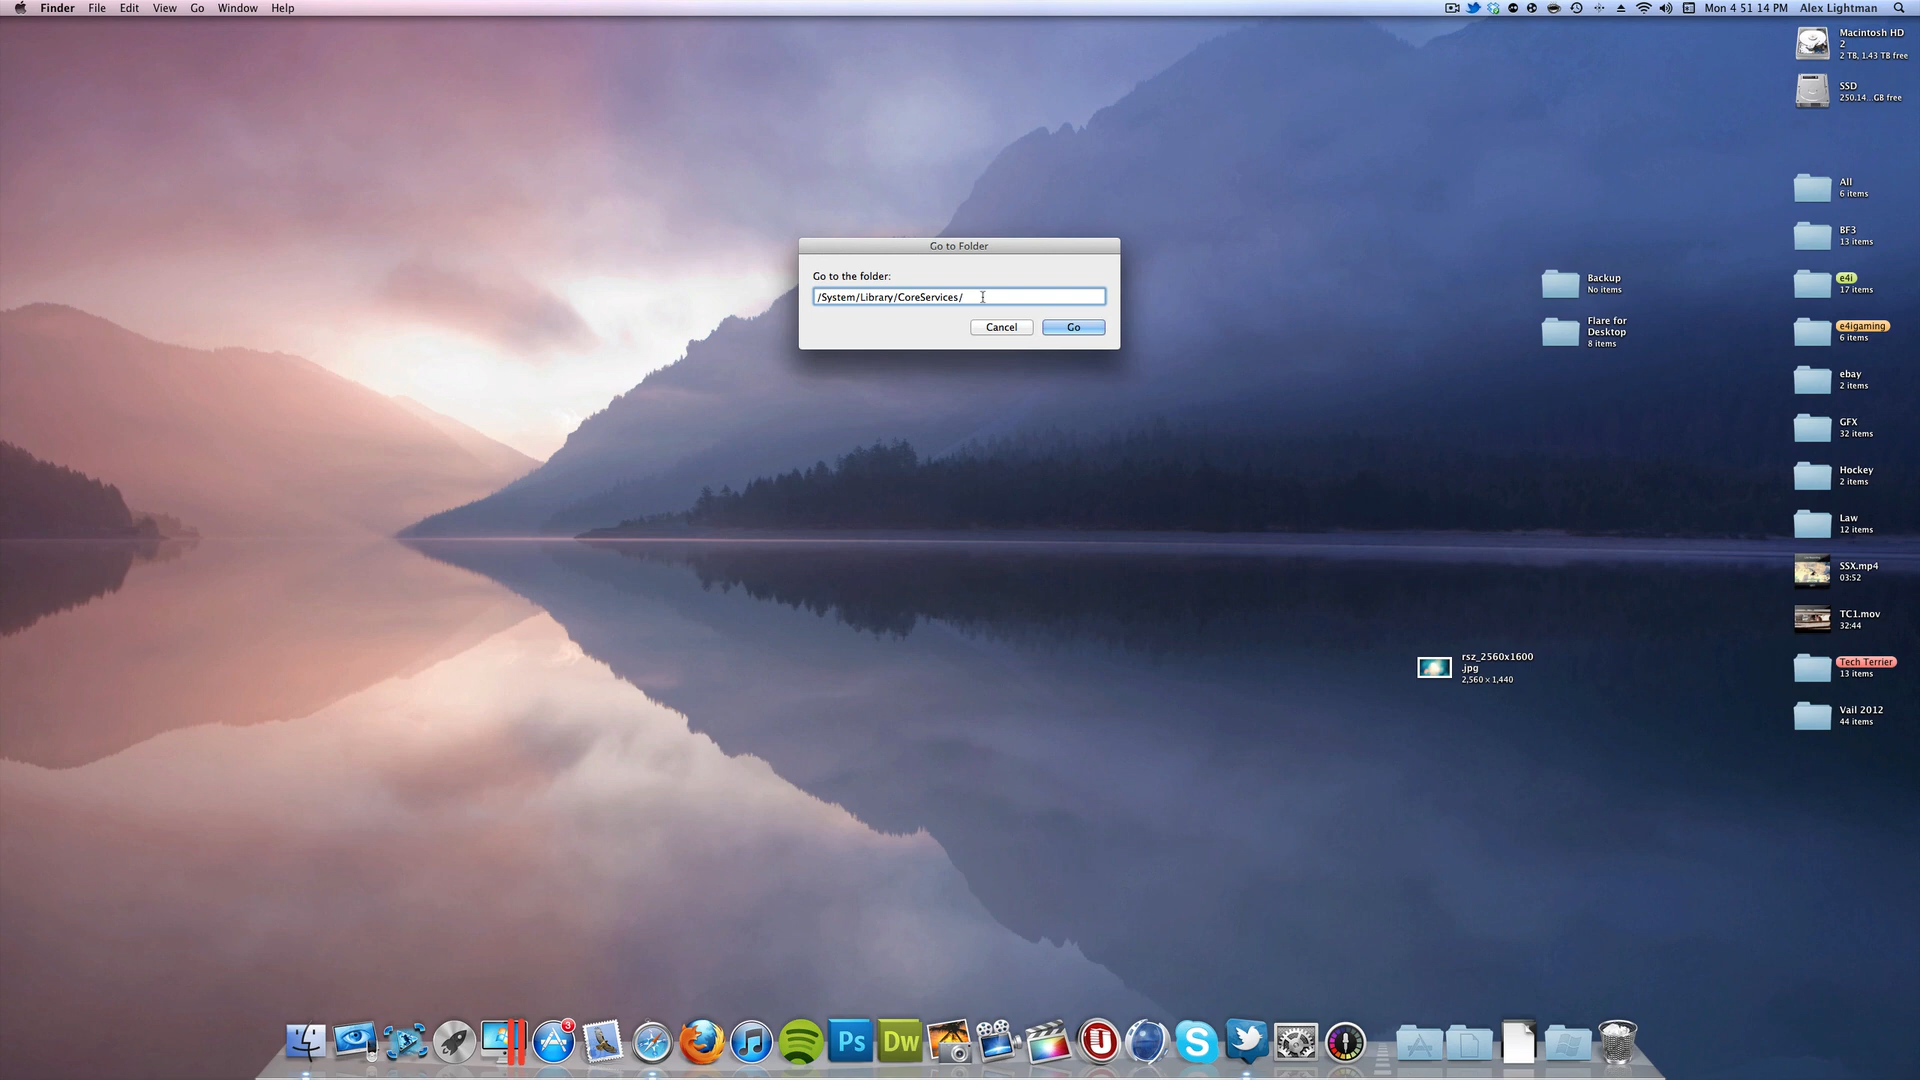 Finder File Edit View Go Window Help
Mon 4 51 14 PM Alex Lightman
Macintosh HD
2
2 TB, 1.43 TB free
SSD
250.14...GB free
All
6 items
BF3
13 items
e4i
17 items
e4igaming
6 items
ebay
2 items
GFX
32 items
Hockey
2 items
Law
12 items
SSX.mp4
03:52
TC1.mov
32:44
Tech Terrier
13 items
Vail 2012
44 items
Backup
No items
Flare for
Desktop
8 items
rsz_2560x1600
.jpg
2,560 x 1,440
Go to Folder
Go to the folder:
/System/Library/CoreServices/
Cancel Go
3
Ps
Dw